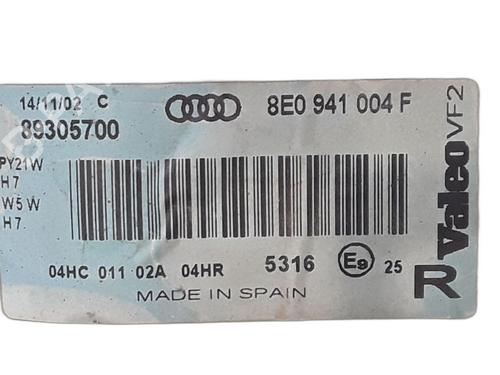 14/11/02 C
8E0 941 004 F
89305700
PY21W
H7
W5W
H7
04HC 011 02A 04HR
5316
E9
25
MADE IN SPAIN
R Valeo VF2